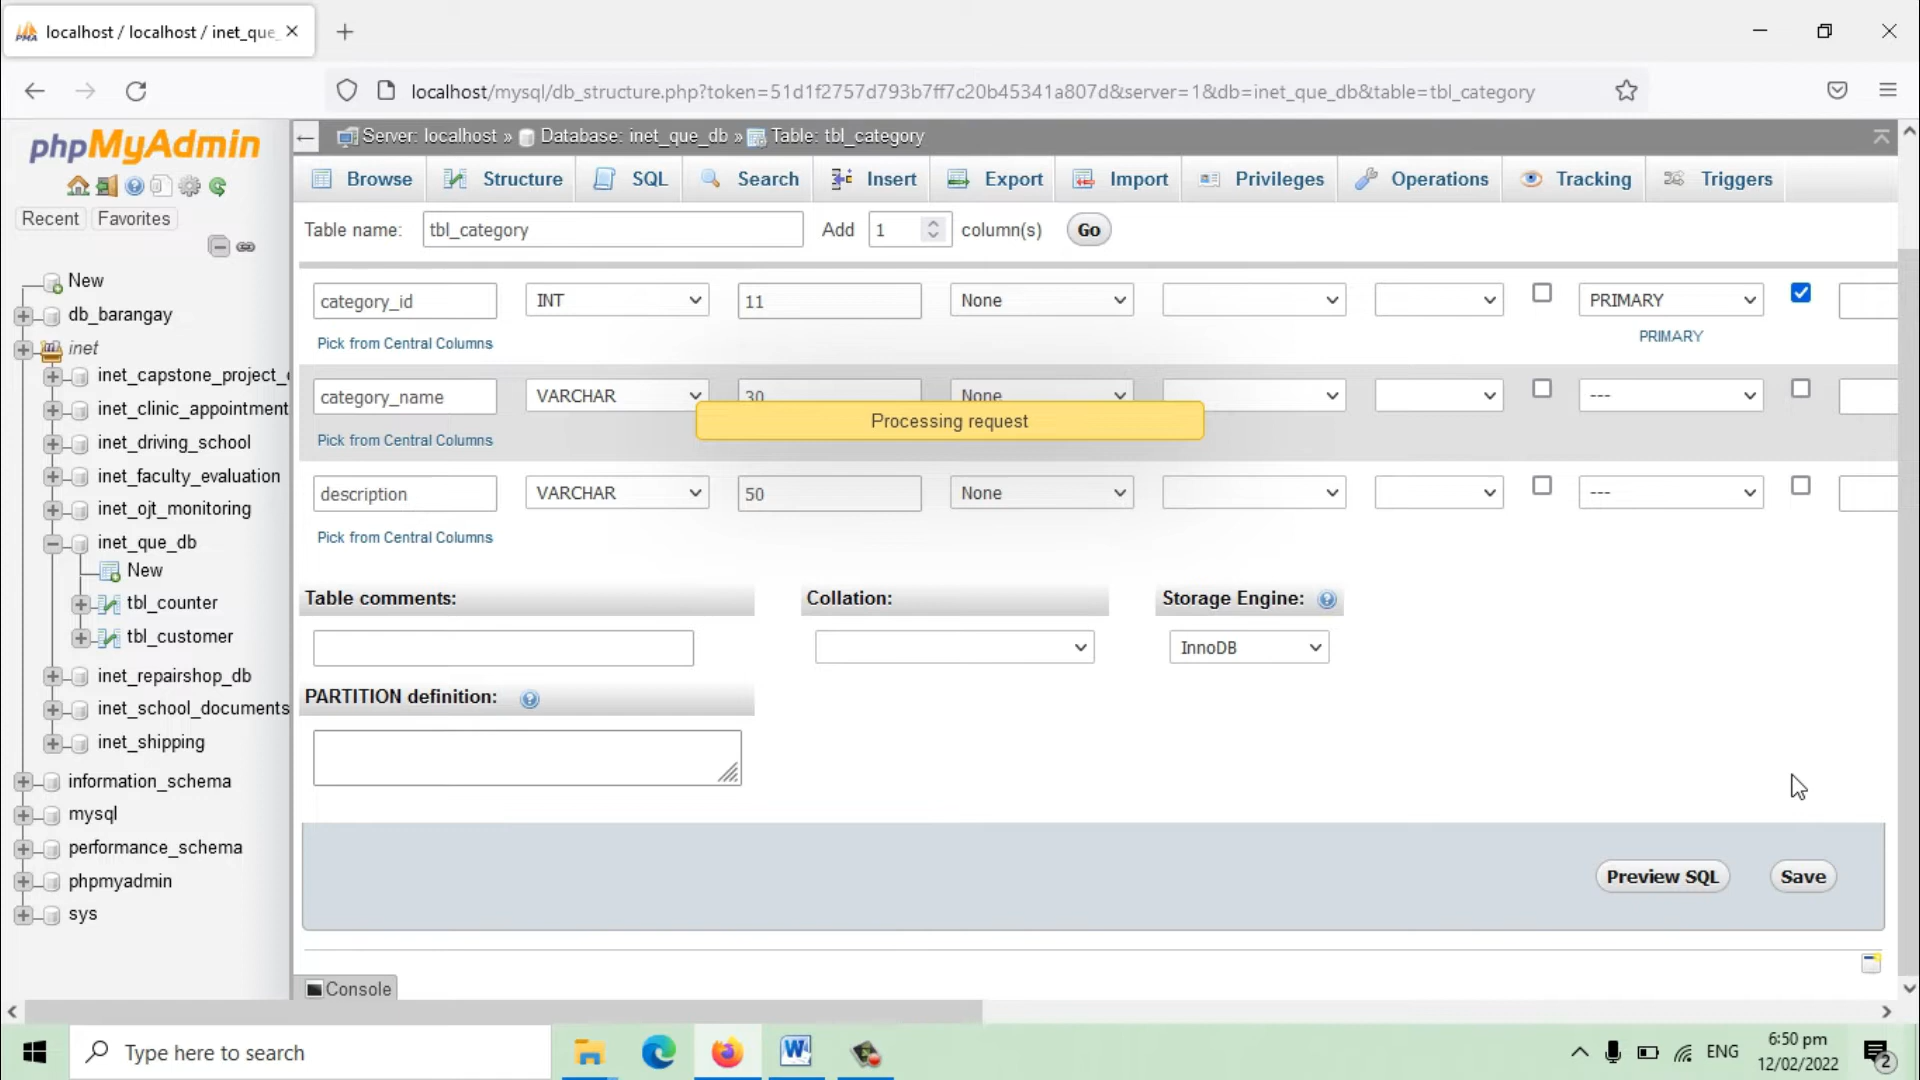 localhost / localhost / inet_que_
localhost/mysql/db_structure.php?token=51d1f2757d793b7ff7c20b45341a807d&server=1&db=inet_que_db&table=tbl_category
phpMyAdmin
Recent Favorites
New
db_barangay
inet
inet_capstone_project_
inet_clinic_appointment
inet_driving_school
inet_faculty_evaluation
inet_ojt_monitoring
inet_que_db
New
tbl_counter
tbl_customer
inet_repairshop_db
inet_school_documents
inet_shipping
information_schema
mysql
performance_schema
phpmyadmin
sys
Server: localhost » Database: inet_que_db » Table: tbl_category
Browse Structure SQL Search Insert Export Import Privileges Operations Tracking Triggers
Table name: tbl_category Add 1 column(s) Go
category_id INT 11 None PRIMARY
Pick from Central Columns PRIMARY
category_name VARCHAR 30 None ---
Processing request
Pick from Central Columns
description VARCHAR 50 None ---
Pick from Central Columns
Table comments: Collation: Storage Engine:
InnoDB
PARTITION definition:
Preview SQL Save
Console
Type here to search
ENG
6:50 pm
12/02/2022
2